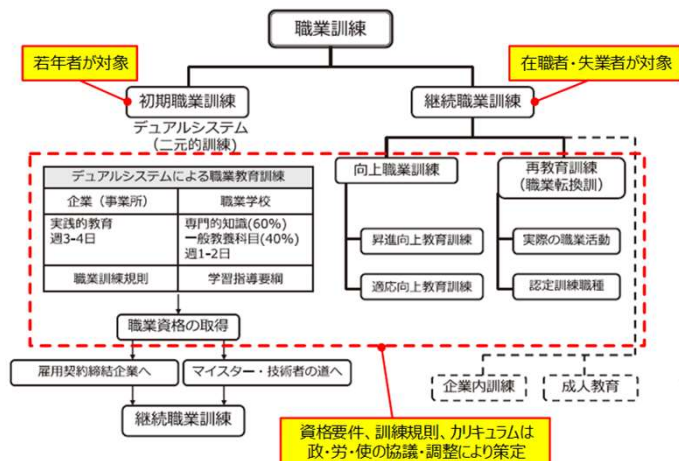 職業訓練
若年者が対象
在職者・失業者が対象
初期職業訓練
デュアルシステム
(二元的訓練)
継続職業訓練
デュアルシステムによる職業教育訓練
企業（事業所）
職業学校
実践的教育
週3-4日
専門的知識(60%)
一般教養科目(40%)
週1-2日
職業訓練規則
学習指導要綱
向上職業訓練
再教育訓練
(職業転換訓)
昇進向上教育訓練
実際の職業活動
適応向上教育訓練
認定訓練職種
職業資格の取得
雇用契約締結企業へ
マイスター・技術者の道へ
継続職業訓練
企業内訓練
成人教育
資格要件、訓練規則、カリキュラムは
政・労・使の協議・調整により策定